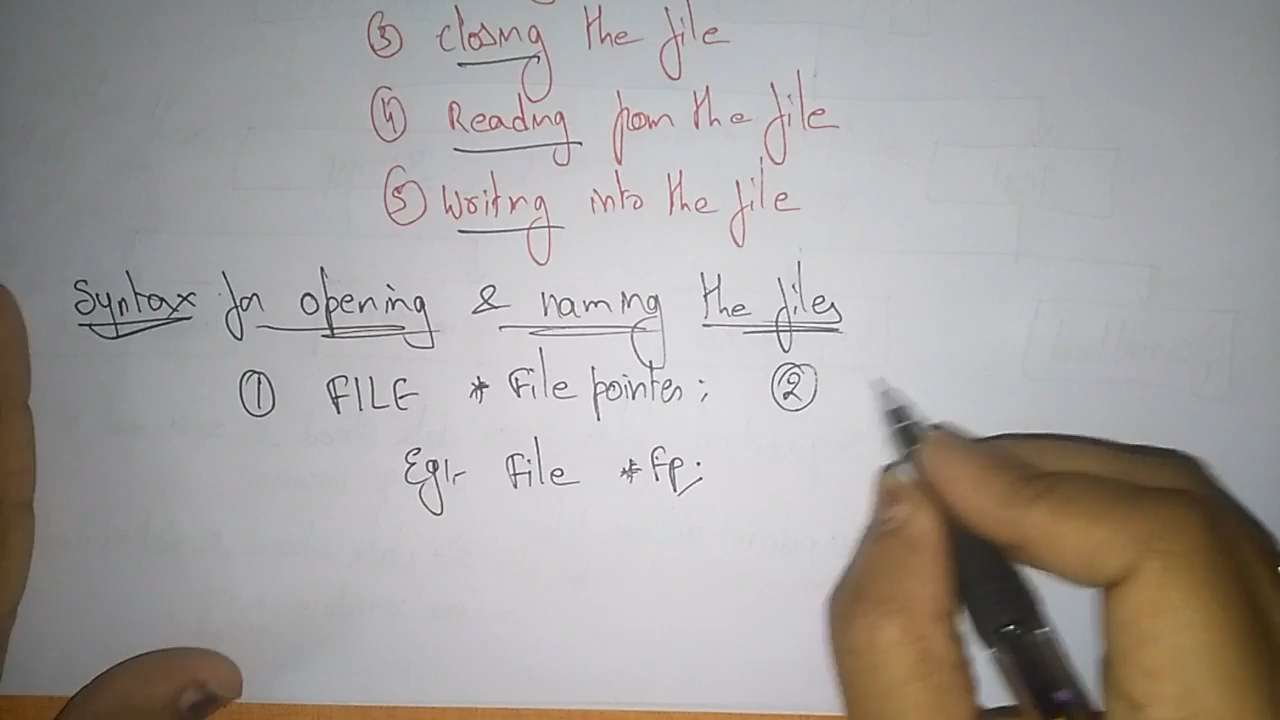 ③ closing the file
④ Reading from the file
⑤ Writing into the file
Syntax for opening & naming the files
① FILE * File pointer; ②
Eg:- File *fp;